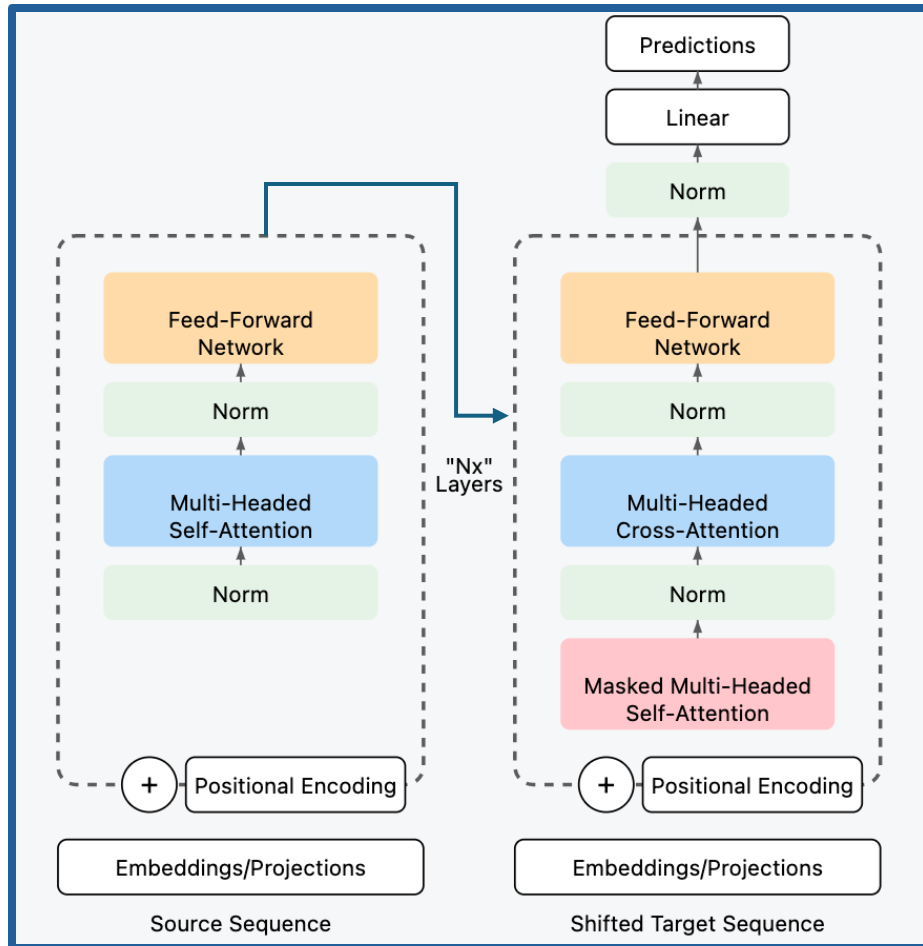 Predictions
Linear
Norm
Feed-Forward
Network
Norm
Multi-Headed
Self-Attention
Norm
+
Positional Encoding
Embeddings/Projections
Source Sequence
"Nx"
Layers
Feed-Forward
Network
Norm
Multi-Headed
Cross-Attention
Norm
Masked Multi-Headed
Self-Attention
+
Positional Encoding
Embeddings/Projections
Shifted Target Sequence